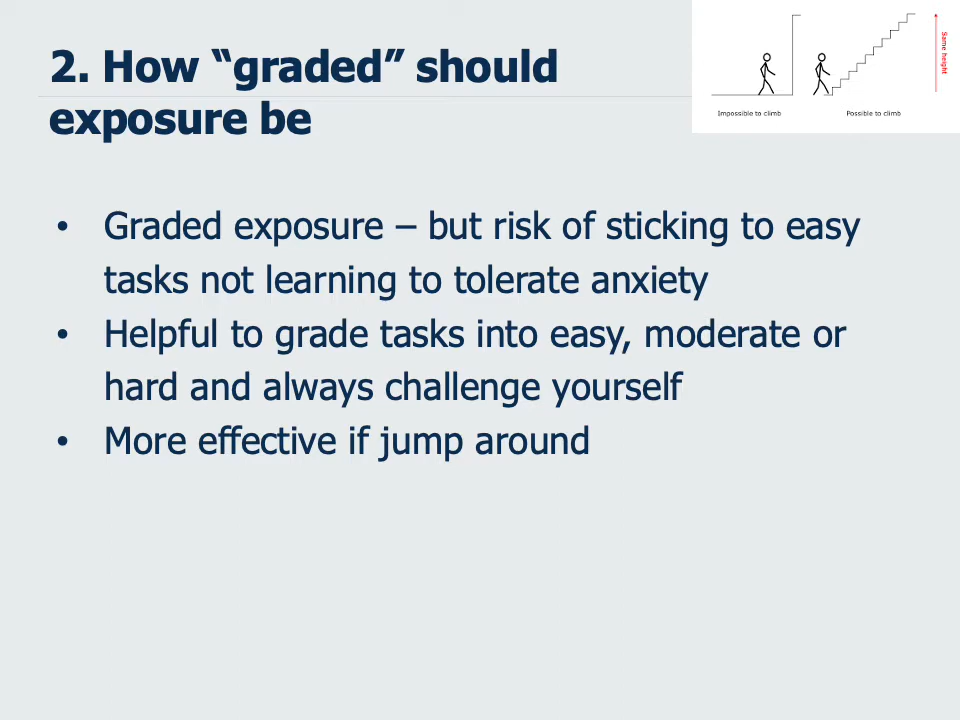 2. How “graded” should
exposure be
Impossible to climb
Possible to climb
Same height
• Graded exposure – but risk of sticking to easy
tasks not learning to tolerate anxiety
• Helpful to grade tasks into easy, moderate or
hard and always challenge yourself
• More effective if jump around